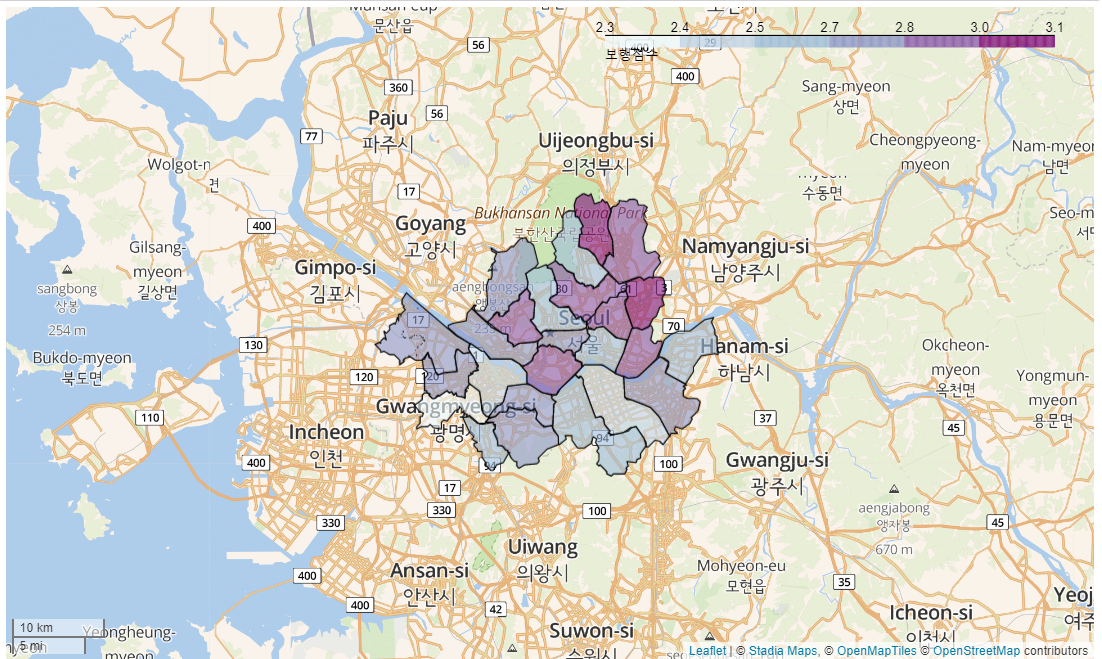 2.3 2.4 2.5 2.7 2.8 3.0 3.1
보행점수
400
29
문산읍
56
360
56
400
Sang-myeon
상면
Paju
파주시
77
Uijeongbu-si
의정부시
Cheongpyeong-
myeon
Nam-myeon
남면
Wolgot-m
면
수동면
17
400
Goyang
고양시
Bukhansan National Park
북한산국립공원
Gilsang-
myeon
길상면
Gimpo-si
김포시
Namyangju-si
남양주시
sangbong
상봉
254 m
aengbongsan
30
61
3
17
Seoul
서울
70
Hanam-si
하남시
130
Bukdo-myeon
북도면
120
120
1
Okcheon-
myeon
옥천면
Yongmun-
myeon
용문면
110
Gwangmyeong-si
광명
Incheon
인천
37
45
94
400
100
Gwangju-si
광주시
17
330
330
100
aengjabong
앵자봉
670 m
45
Uiwang
의왕시
Ansan-si
안산시
400
400
42
Mohyeon-eu
모현읍
35
Icheon-si
이천시
Yeoj
여주
Suwon-si
수원시
10 km
5 mi
Yeongheung-
myeon
Leaflet | © Stadia Maps, © OpenMapTiles © OpenStreetMap contributors